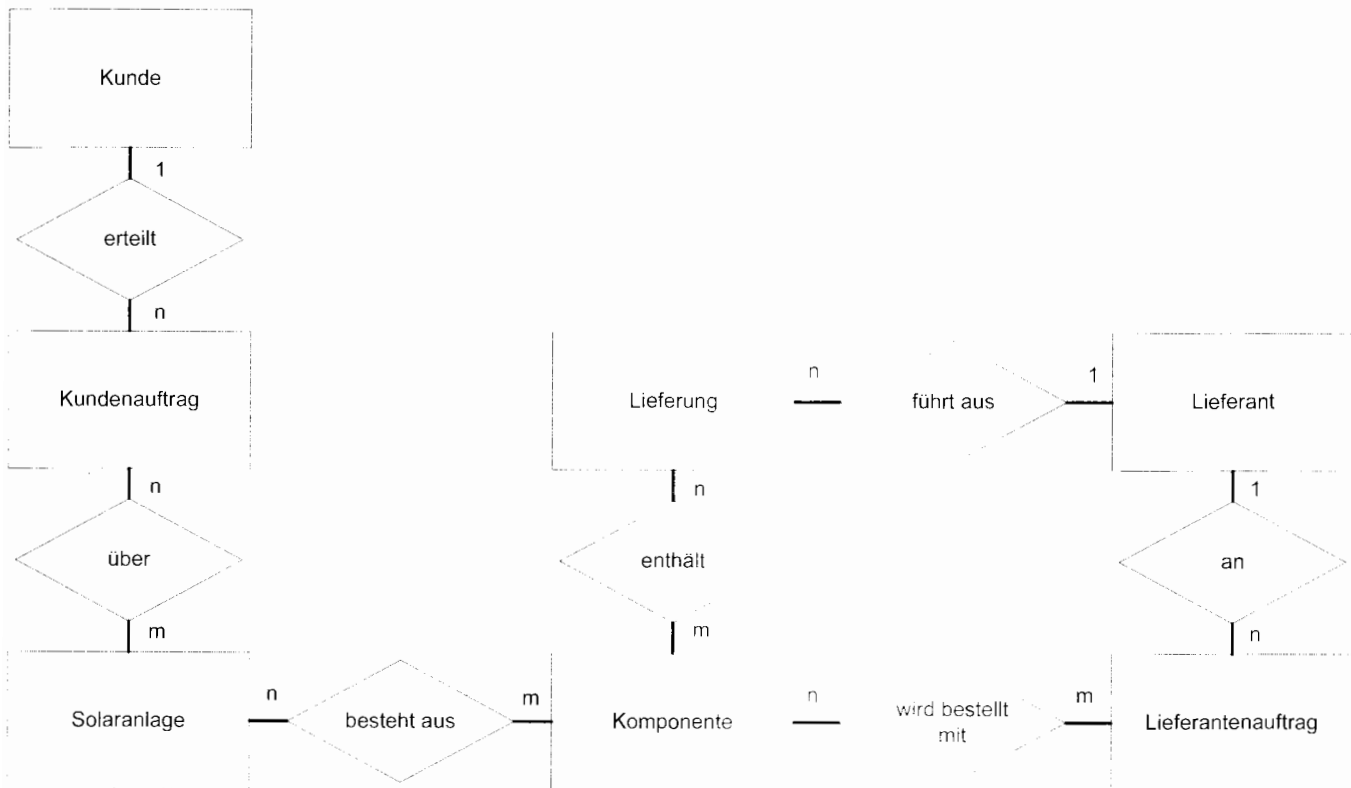 Kunde
1
erteilt
n
Kundenauftrag
Lieferung
n
führt aus
1
Lieferant
n
n
1
über
enthält
an
m
m
n
Solaranlage
n
besteht aus
m
Komponente
n
wird bestellt
mit
m
Lieferantenauftrag